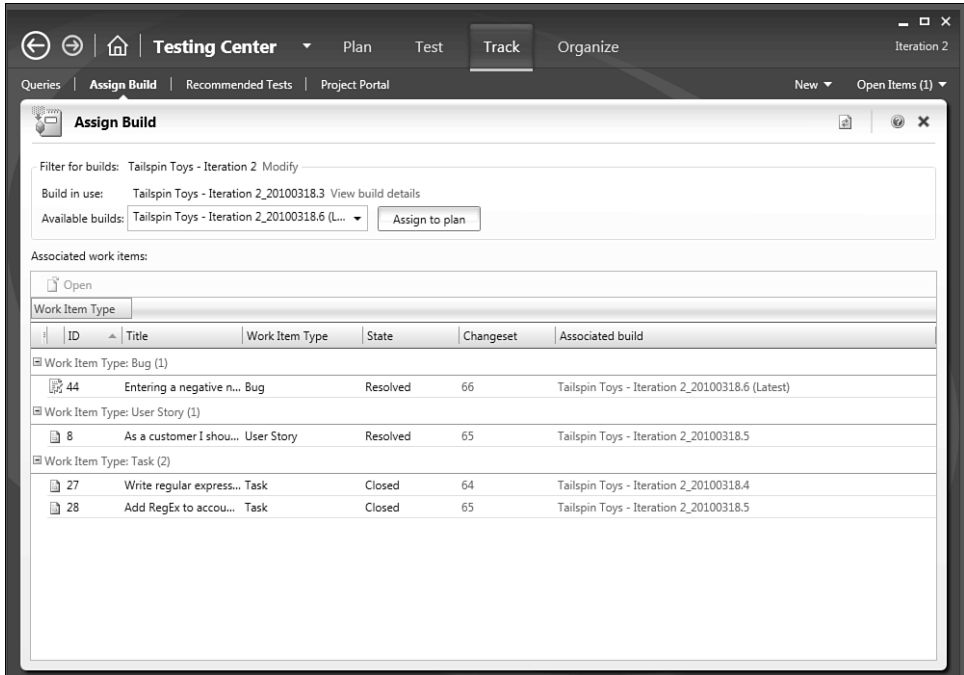 Testing Center Plan Test Track Organize Iteration 2
Queries | Assign Build | Recommended Tests | Project Portal New Open Items (1)
Assign Build
Filter for builds: Tailspin Toys - Iteration 2 Modify
Build in use: Tailspin Toys - Iteration 2_20100318.3 View build details
Available builds: Tailspin Toys - Iteration 2_20100318.6 (L... Assign to plan
Associated work items:
Open
Work Item Type
ID Title Work Item Type State Changeset Associated build
Work Item Type: Bug (1)
44 Entering a negative n... Bug Resolved 66 Tailspin Toys - Iteration 2_20100318.6 (Latest)
Work Item Type: User Story (1)
8 As a customer I shou... User Story Resolved 65 Tailspin Toys - Iteration 2_20100318.5
Work Item Type: Task (2)
27 Write regular express... Task Closed 64 Tailspin Toys - Iteration 2_20100318.4
28 Add RegEx to accou... Task Closed 65 Tailspin Toys - Iteration 2_20100318.5